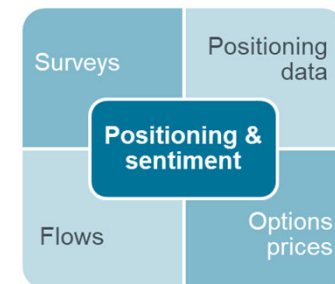 Surveys
Positioning
data
Positioning &
sentiment
Flows
Options
prices